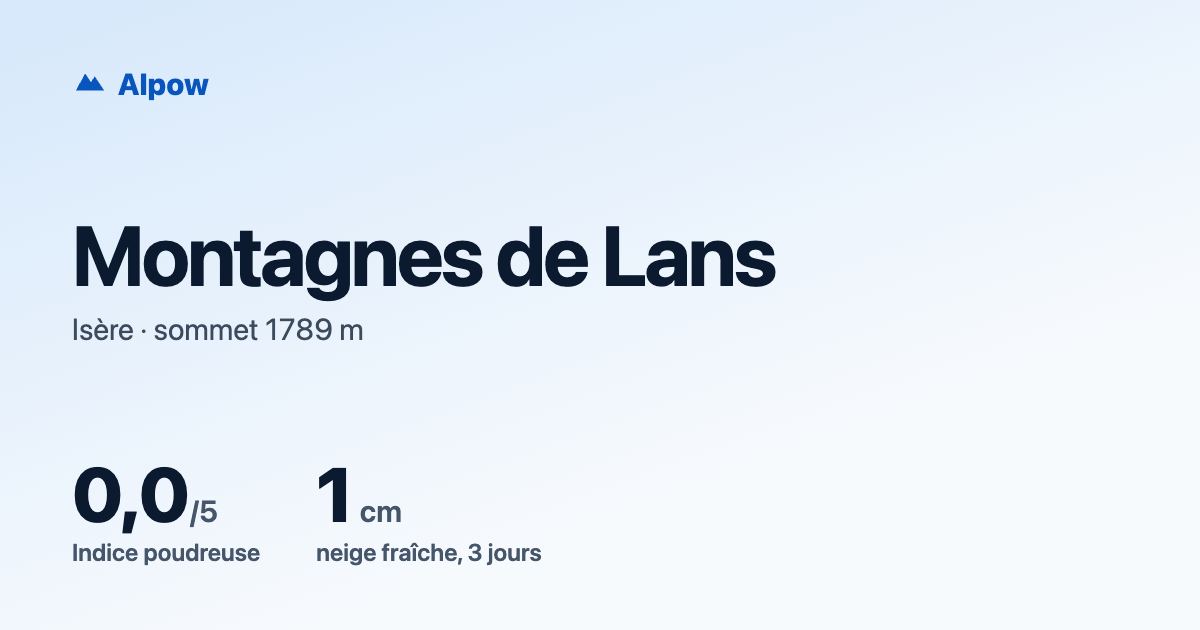 Alpow
Montagnes de Lans
Isère · sommet 1789 m
0,0/5 1 cm
Indice poudreuse neige fraîche, 3 jours